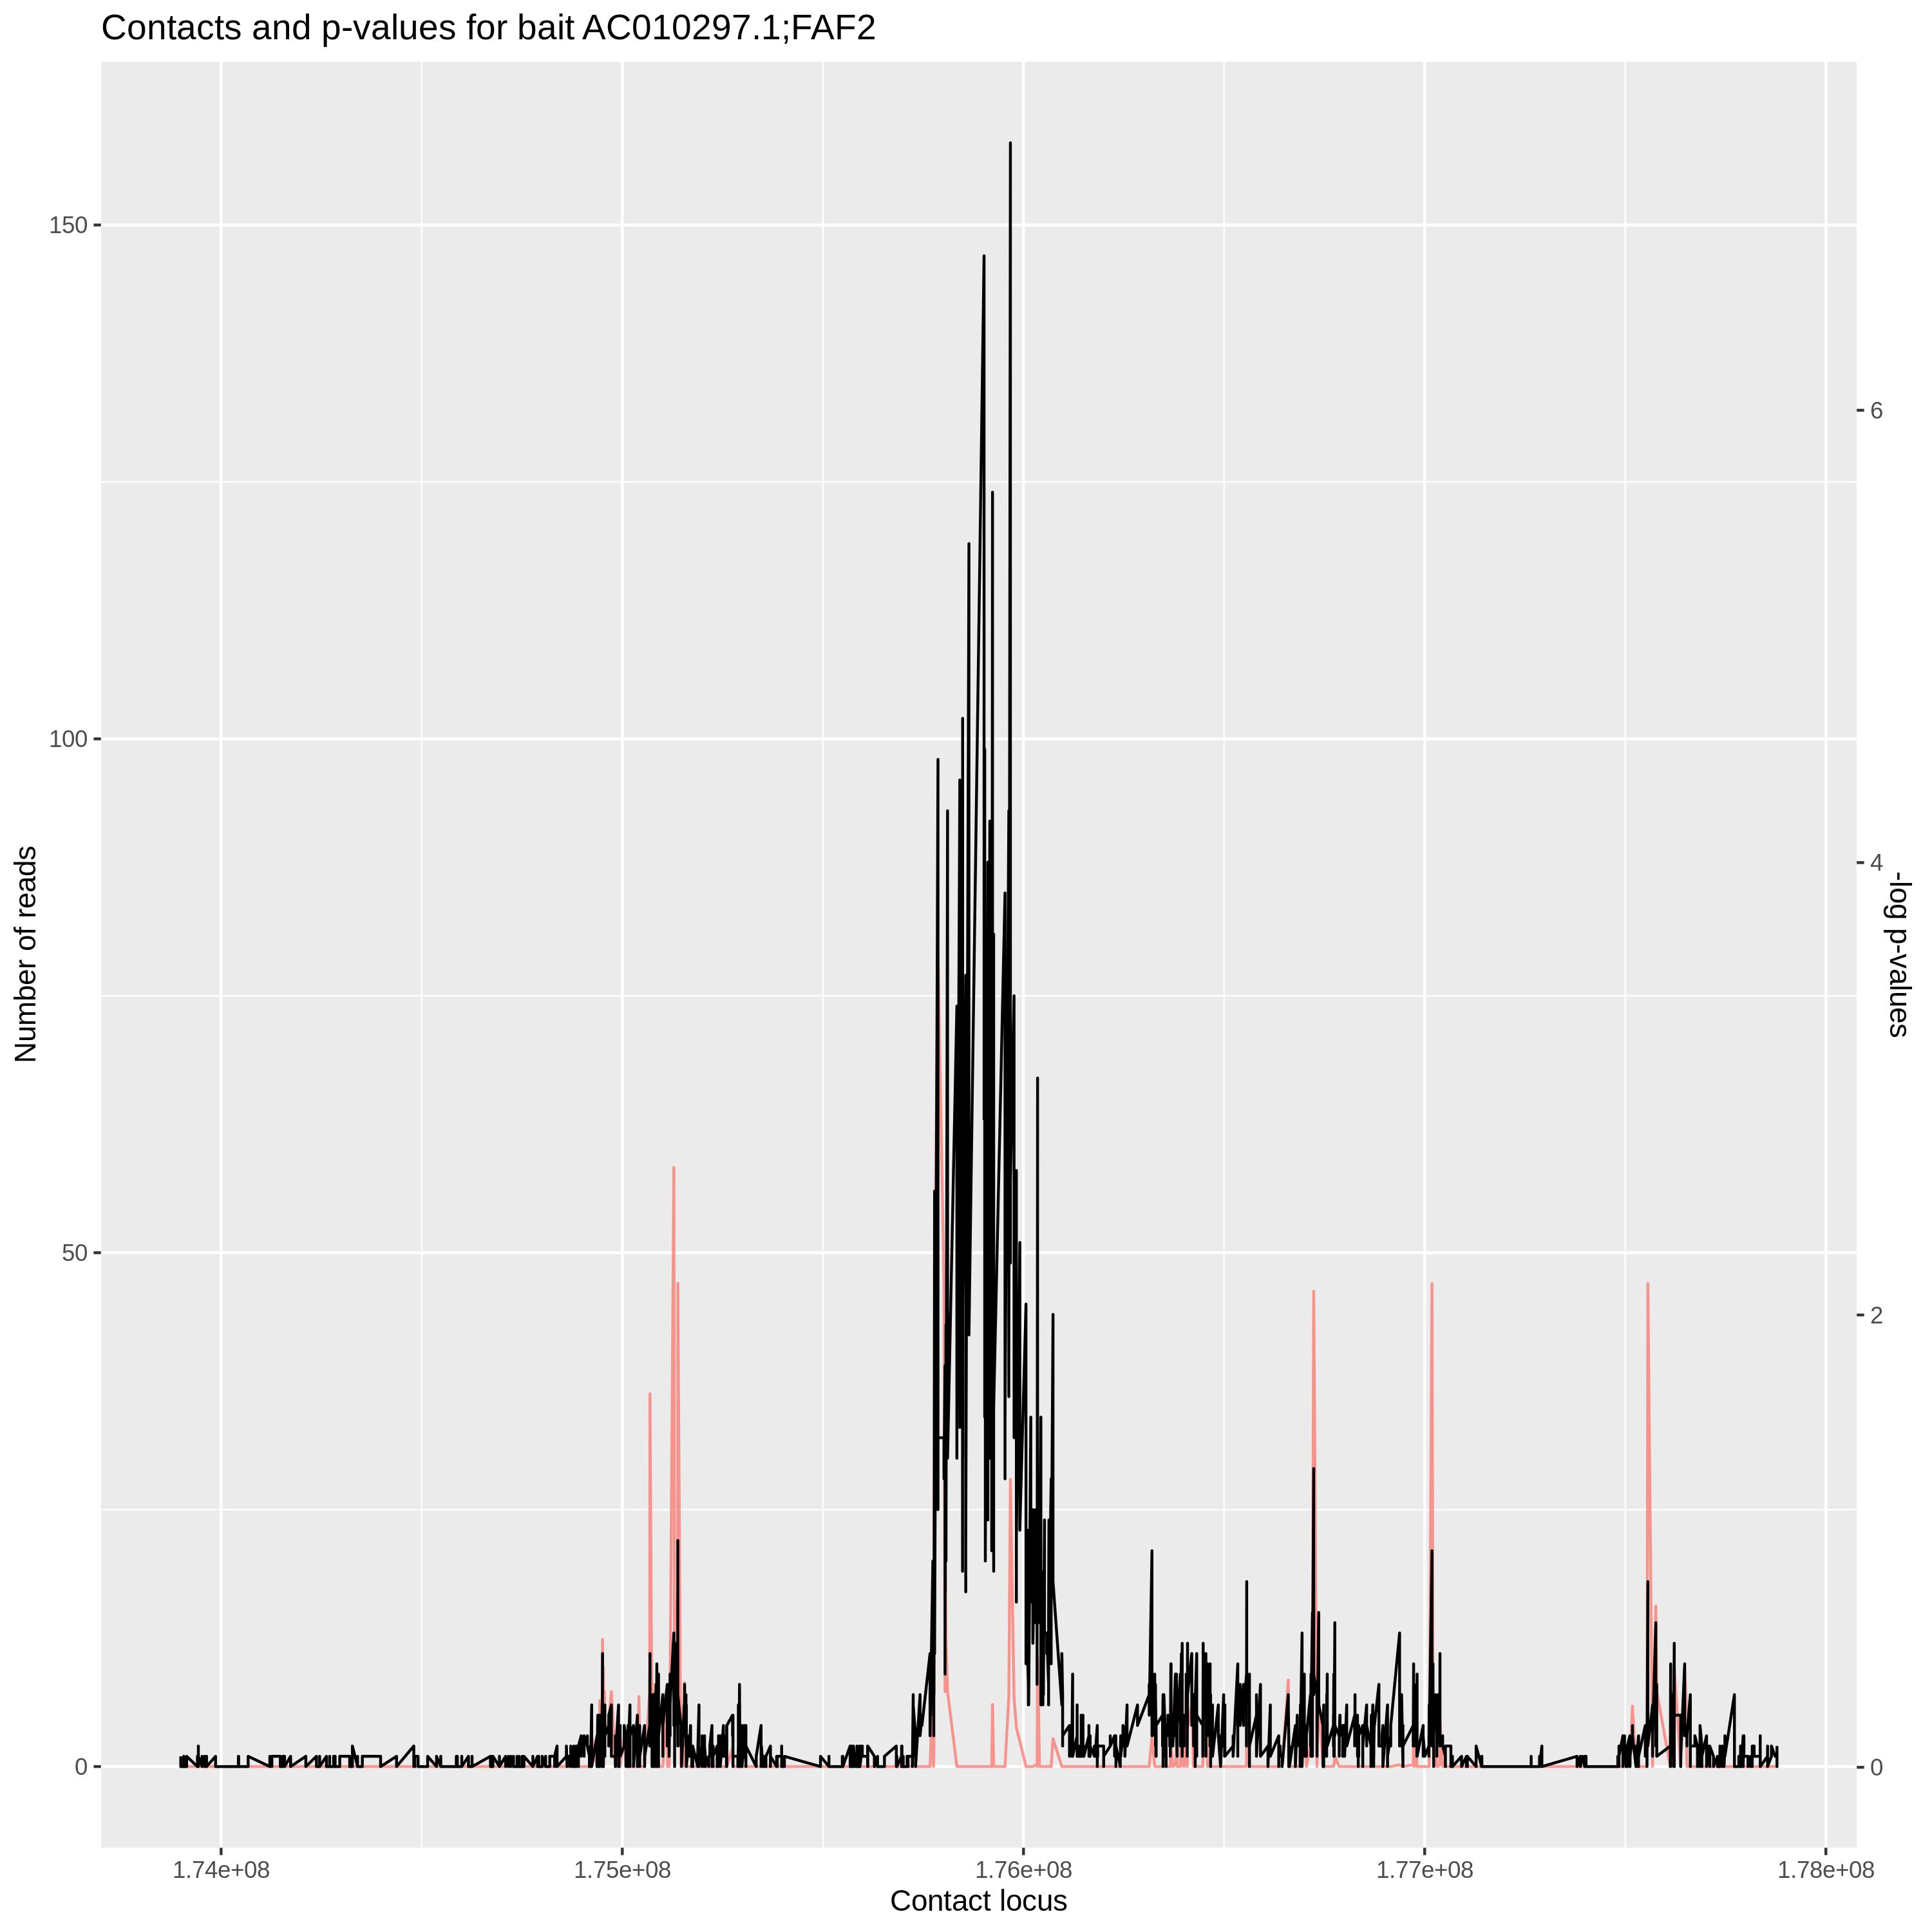 Contacts and p-values for bait AC010297.1;FAF2
150
100
50
0
Number of reads
6
4
2
0
-log p-values
1.74e+08
1.75e+08
1.76e+08
1.77e+08
1.78e+08
Contact locus